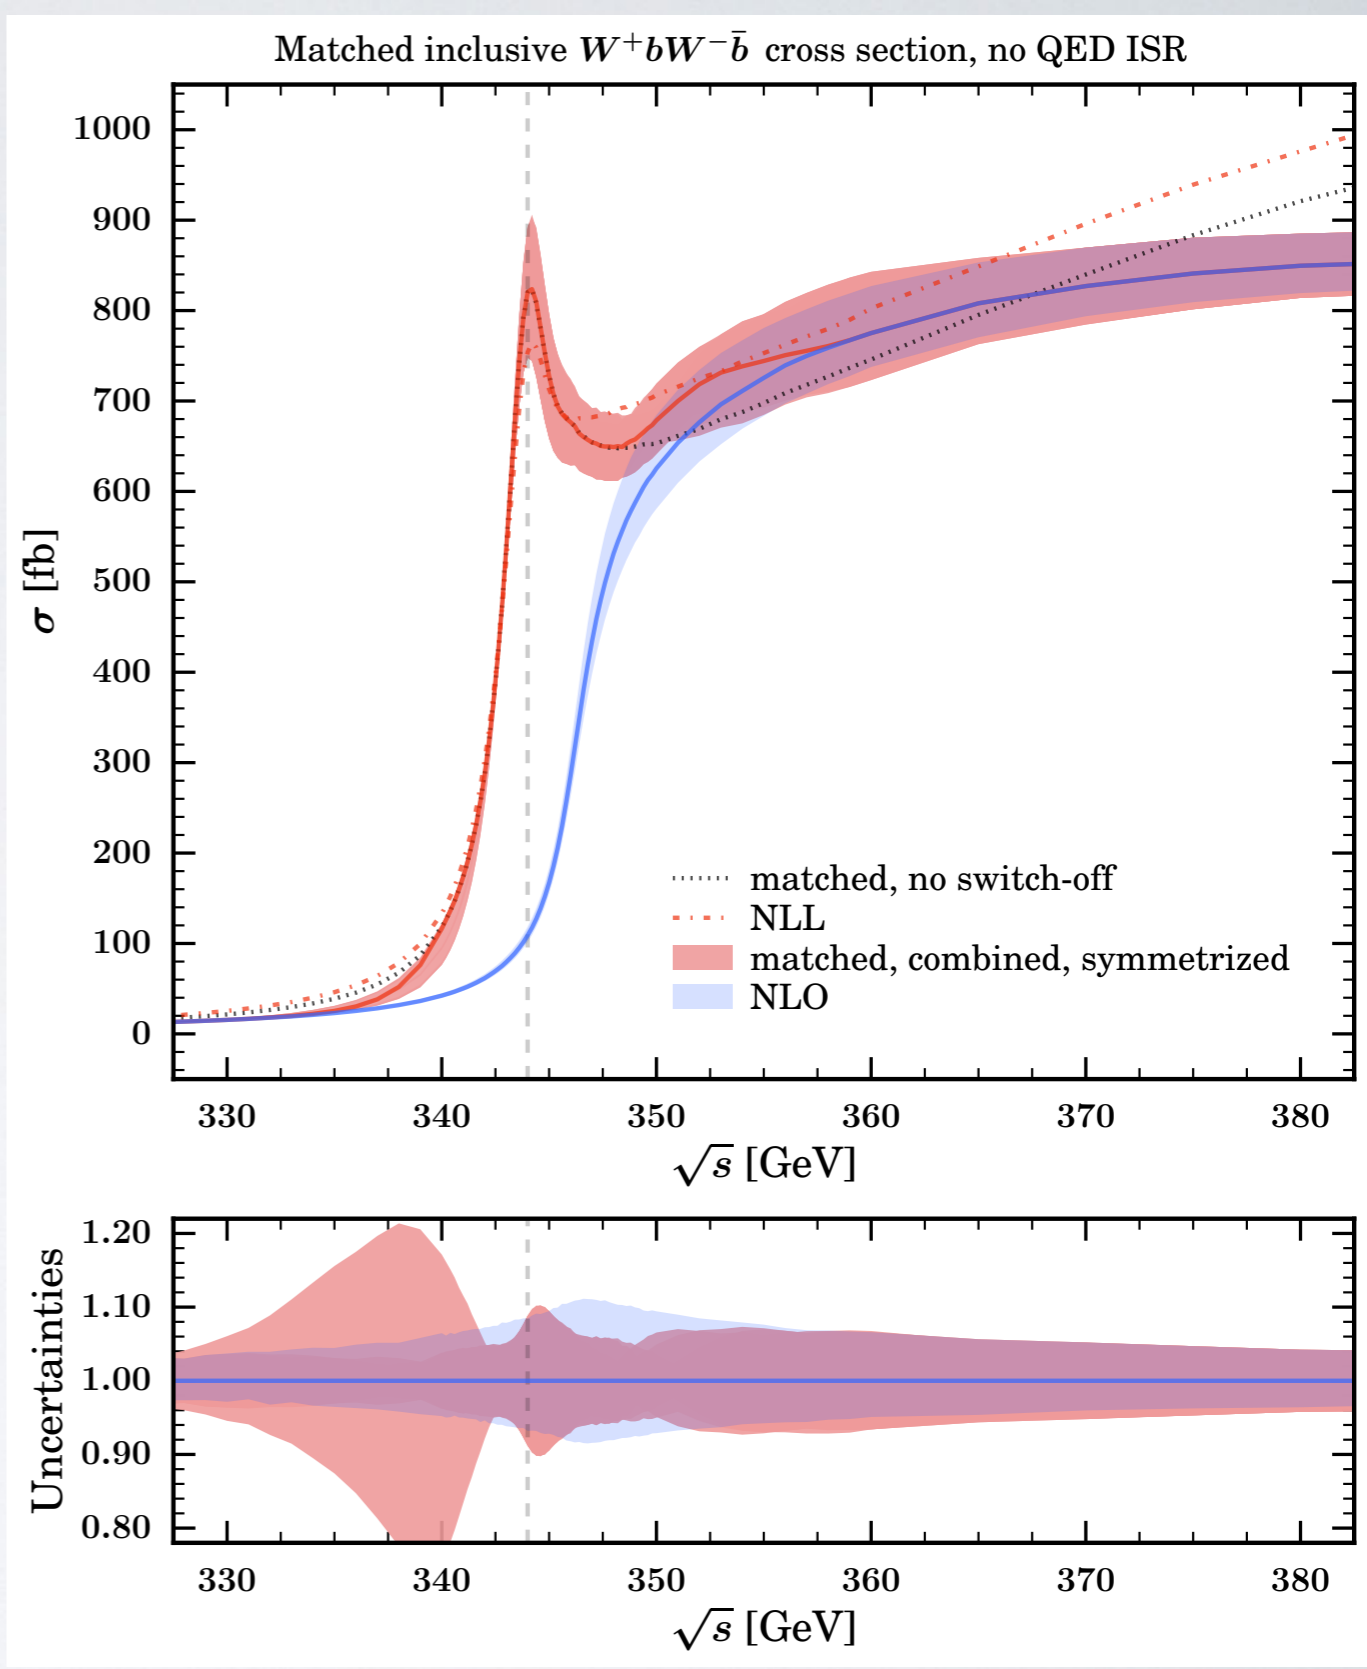 Matched inclusive W⁺bW⁻b̄ cross section, no QED ISR
1000
900
800
700
600
500
400
300
200
100
0
σ [fb]
matched, no switch-off
NLL
matched, combined, symmetrized
NLO
330 340 350 360 370 380
√s [GeV]
1.20
1.10
1.00
0.90
0.80
Uncertainties
330 340 350 360 370 380
√s [GeV]